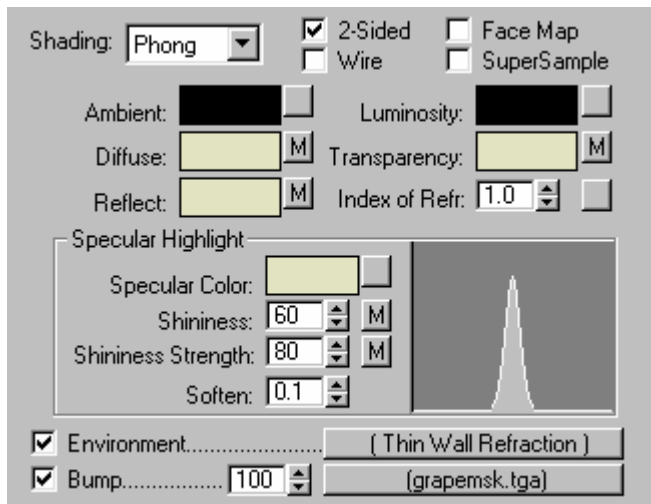 Shading: Phong 2-Sided Face Map
Wire SuperSample
Ambient: Luminosity:
Diffuse: M Transparency: M
Reflect: M Index of Refr: 1.0
Specular Highlight
Specular Color:
Shininess: 60 M
Shininess Strength: 80 M
Soften: 0.1
Environment....................... ( Thin Wall Refraction )
Bump................. 100 (grapemsk.tga)